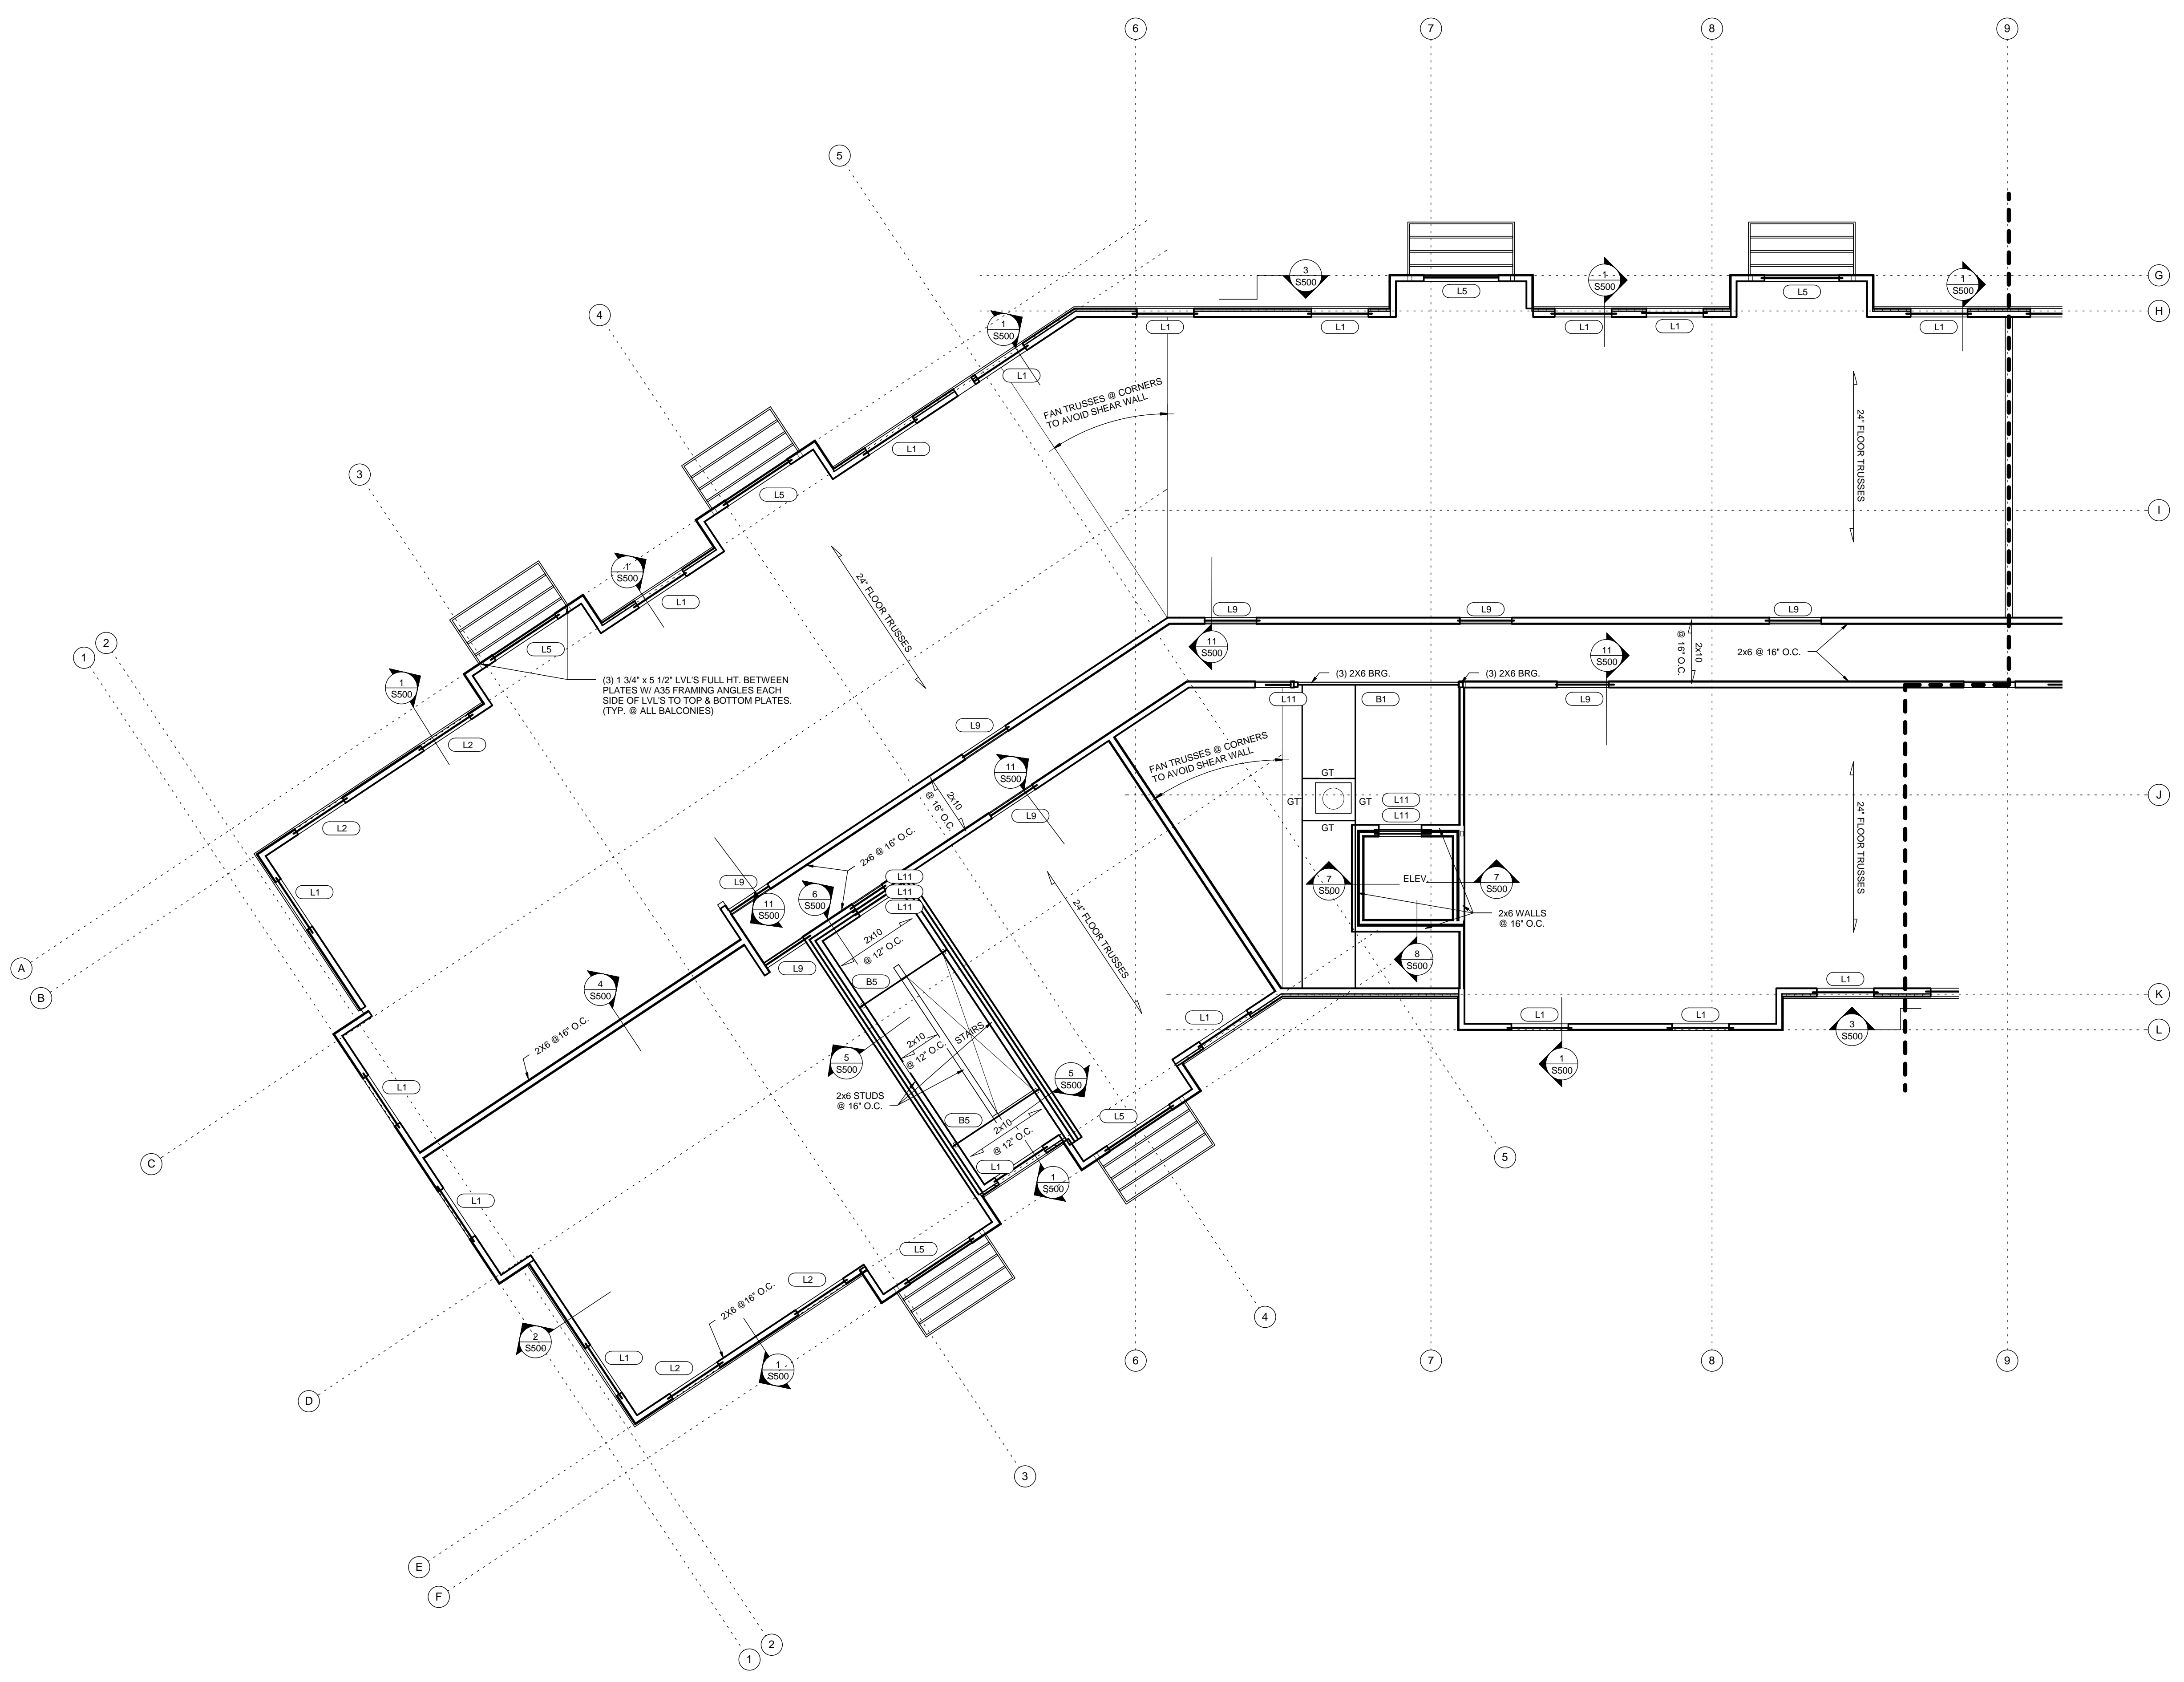 6
7
8
9
5
4
3
2
1
A
B
C
D
E
F
G
H
I
J
K
L
3
S500
1
S500
1
S500
1
S500
L5
L5
L1
L1
L1
L1
L1
L1
FAN TRUSSES @ CORNERS
TO AVOID SHEAR WALL
24" FLOOR TRUSSES
L1
L5
1
S500
L1
24" FLOOR TRUSSES
L5
1
S500
(3) 1 3/4" x 5 1/2" LVL'S FULL HT. BETWEEN
PLATES W/ A35 FRAMING ANGLES EACH
SIDE OF LVL'S TO TOP & BOTTOM PLATES.
(TYP. @ ALL BALCONIES)
L2
L2
L9
L9
L9
11
S500
11
S500
2x10
@ 16" O.C.
2x6 @ 16" O.C.
(3) 2X6 BRG.
(3) 2X6 BRG.
L11
B1
L9
L9
11
S500
2x10
@ 16" O.C.
L9
FAN TRUSSES @ CORNERS
TO AVOID SHEAR WALL
GT
GT
GT
GT
L11
L11
24" FLOOR TRUSSES
2x6 @ 16" O.C.
L9
11
S500
6
S500
L11
L11
L11
7
S500
ELEV.
7
S500
2x6 WALLS
@ 16" O.C.
8
S500
24" FLOOR TRUSSES
L1
L9
2x10
@ 12" O.C.
B5
4
S500
2X6 @16" O.C.
2x10
@ 12" O.C.
STAIRS
5
S500
2x6 STUDS
@ 16" O.C.
5
S500
B5
2x10
@ 12" O.C.
L1
1
S500
L5
L1
L1
L1
L1
3
S500
1
S500
L1
L1
L5
L2
2X6 @16" O.C.
2
S500
L1
L2
1
S500
5
4
3
2
1
6
7
8
9